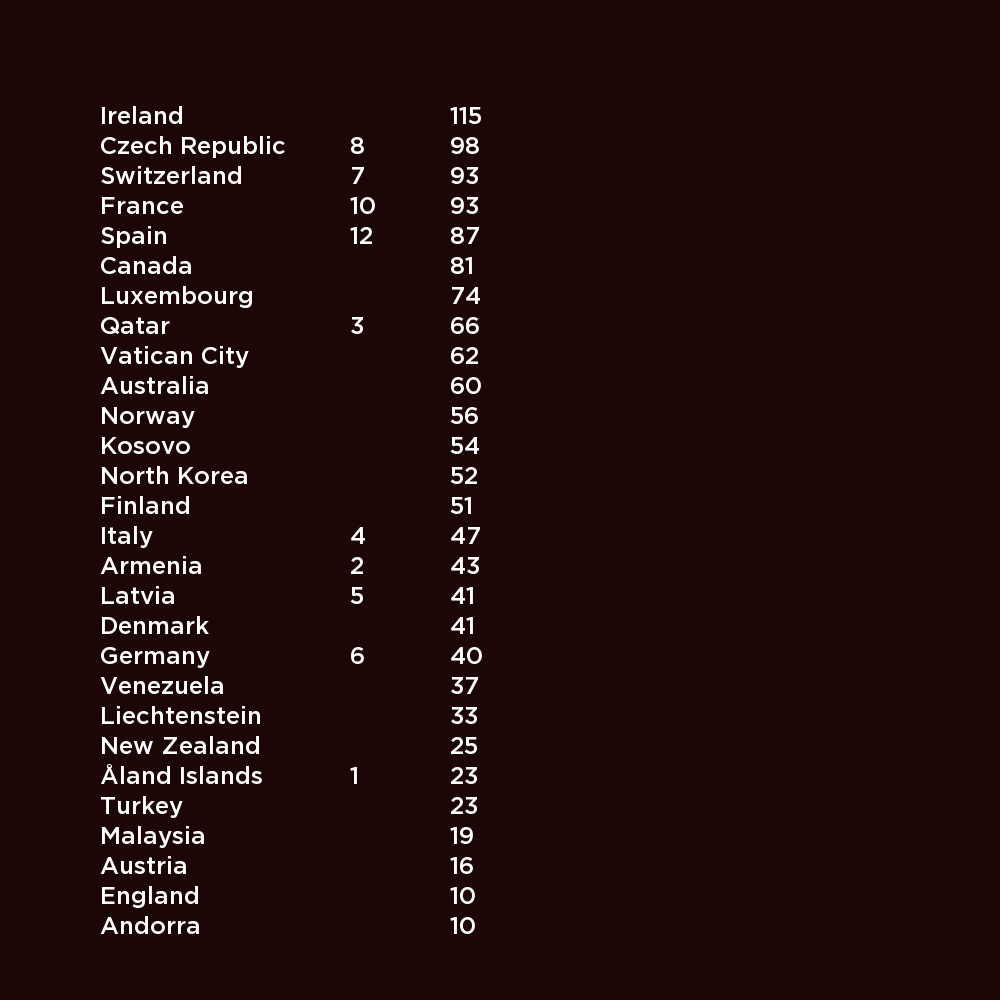 Ireland 115
Czech Republic 8 98
Switzerland 7 93
France 10 93
Spain 12 87
Canada 81
Luxembourg 74
Qatar 3 66
Vatican City 62
Australia 60
Norway 56
Kosovo 54
North Korea 52
Finland 51
Italy 4 47
Armenia 2 43
Latvia 5 41
Denmark 41
Germany 6 40
Venezuela 37
Liechtenstein 33
New Zealand 25
Åland Islands 1 23
Turkey 23
Malaysia 19
Austria 16
England 10
Andorra 10